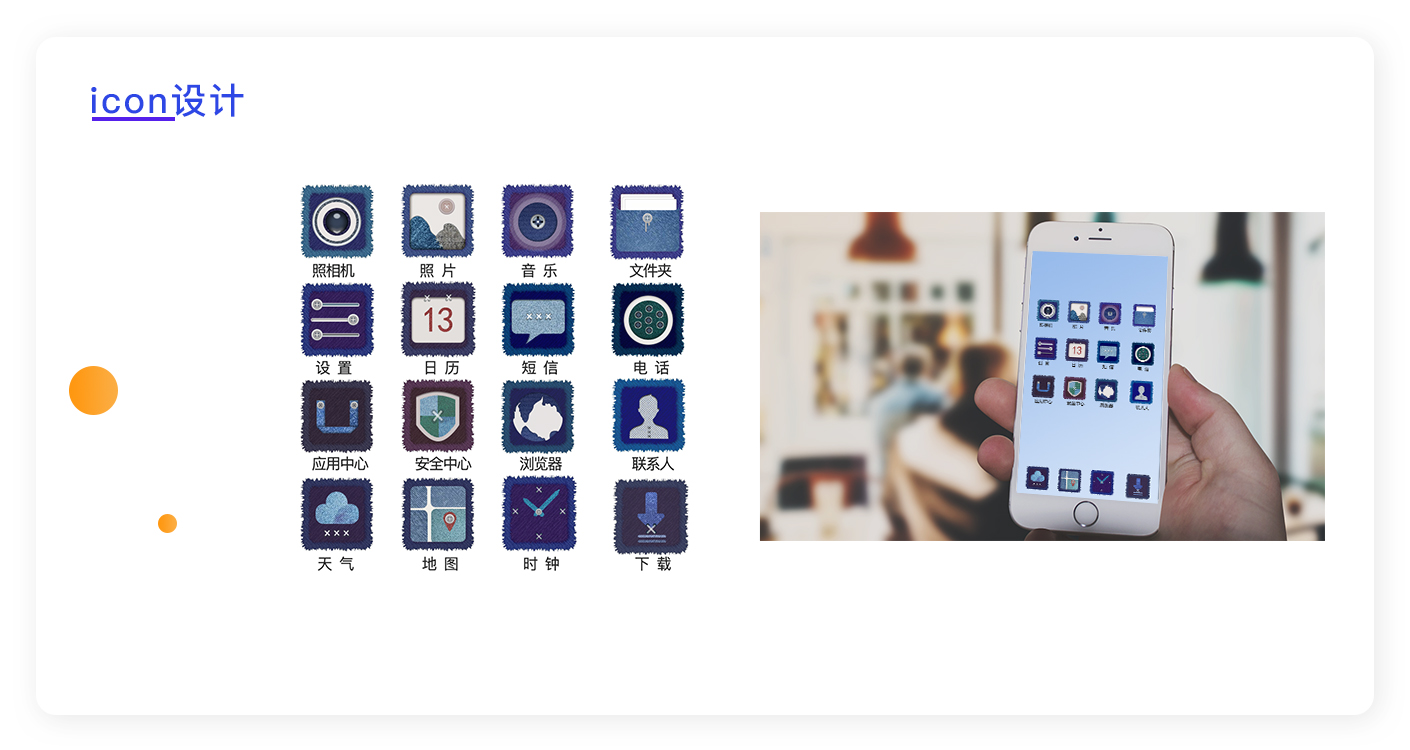 icon设计
照相机 照 片 音 乐 文件夹
13
设 置 日 历 短 信 电 话
应用中心 安全中心 浏览器 联系人
天 气 地 图 时 钟 下 载